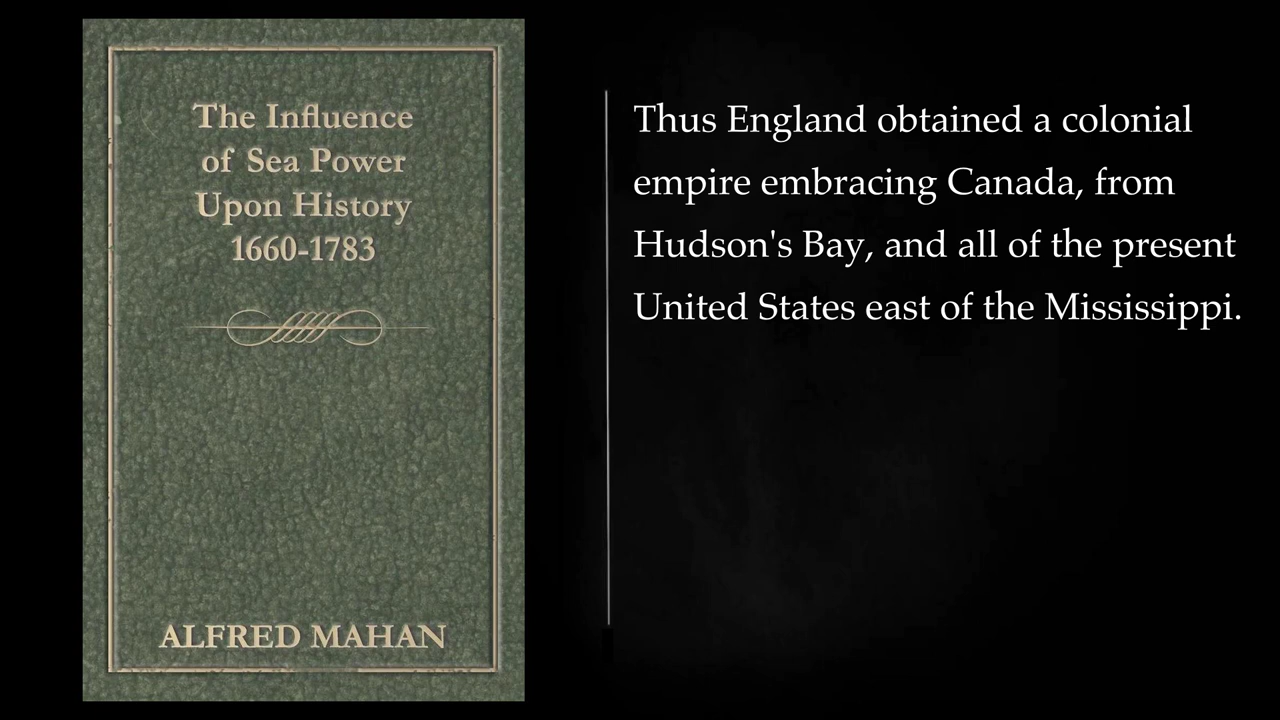 The Influence
of Sea Power
Upon History
1660-1783
ALFRED MAHAN
Thus England obtained a colonial
empire embracing Canada, from
Hudson's Bay, and all of the present
United States east of the Mississippi.